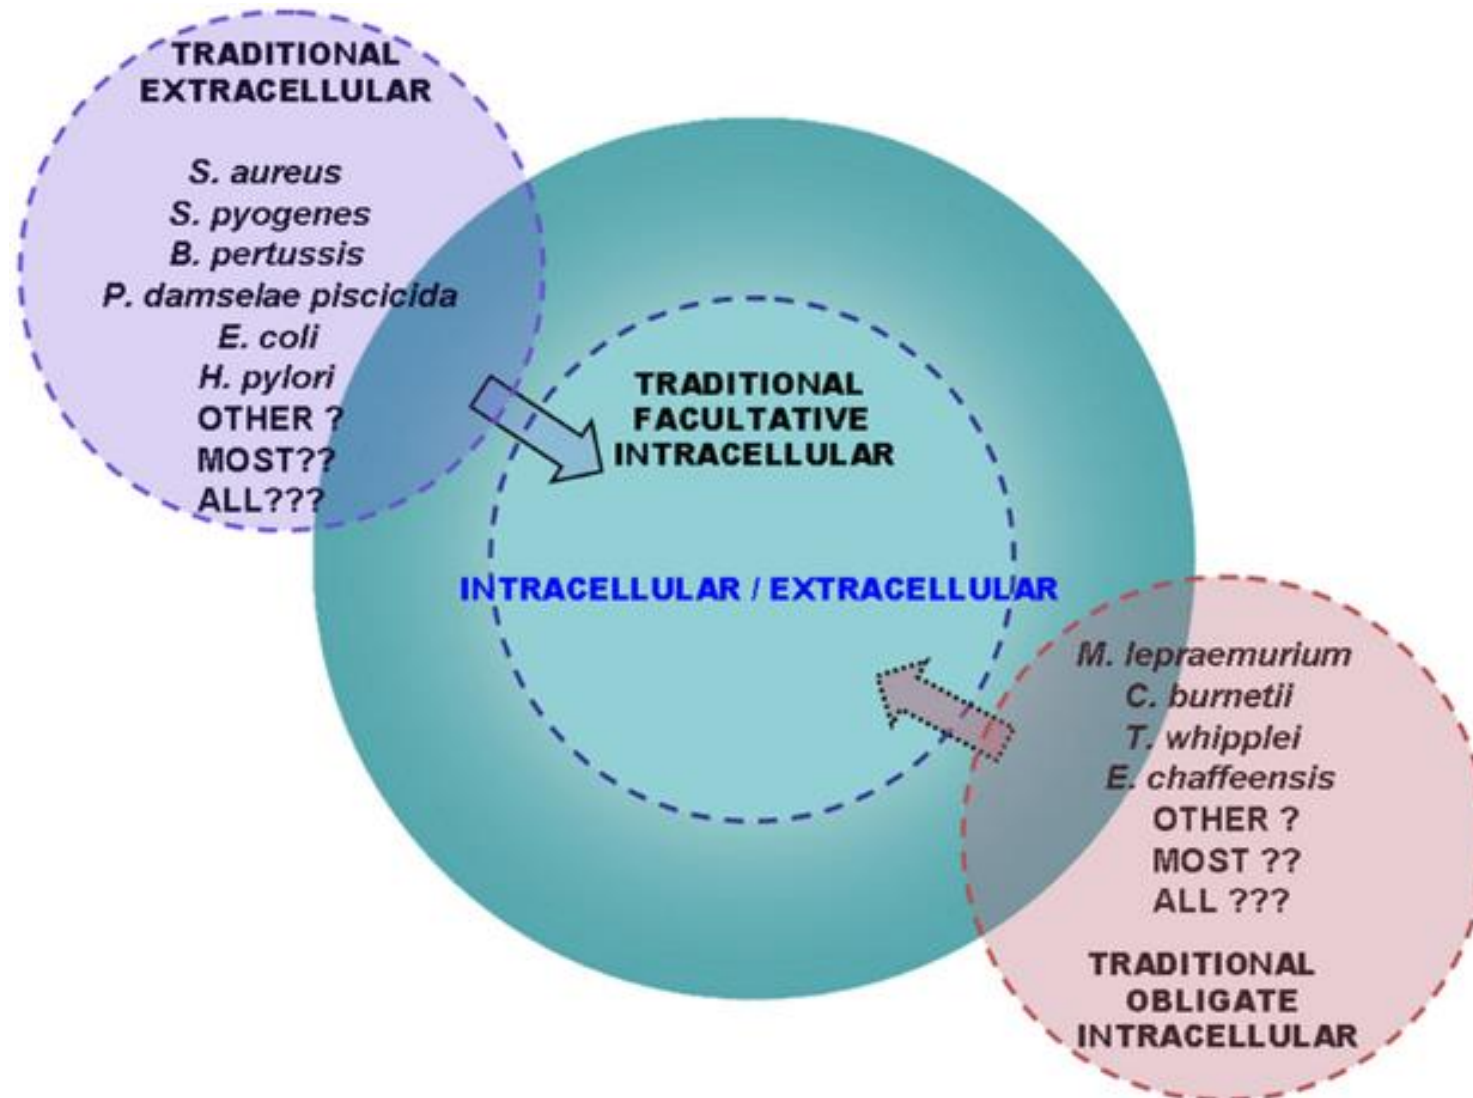 TRADITIONAL
EXTRACELLULAR
S. aureus
S. pyogenes
B. pertussis
P. damselae piscicida
E. coli
H. pylori
OTHER ?
MOST??
ALL???
TRADITIONAL
FACULTATIVE
INTRACELLULAR
INTRACELLULAR / EXTRACELLULAR
M. lepraemurium
C. burnetii
T. whipplei
E. chaffeensis
OTHER ?
MOST ??
ALL ???
TRADITIONAL
OBLIGATE
INTRACELLULAR